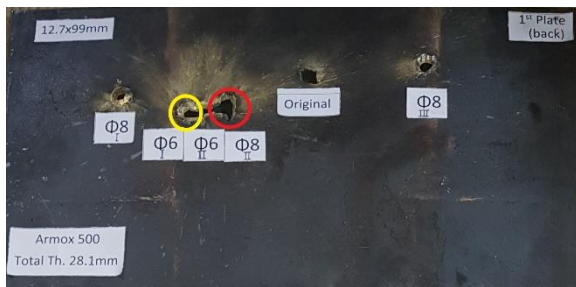 12.7x99mm
1st Plate
(back)
Original
Φ8
I
Φ8
III
Φ6
I
Φ6
II
Φ8
II
Armox 500
Total Th. 28.1mm